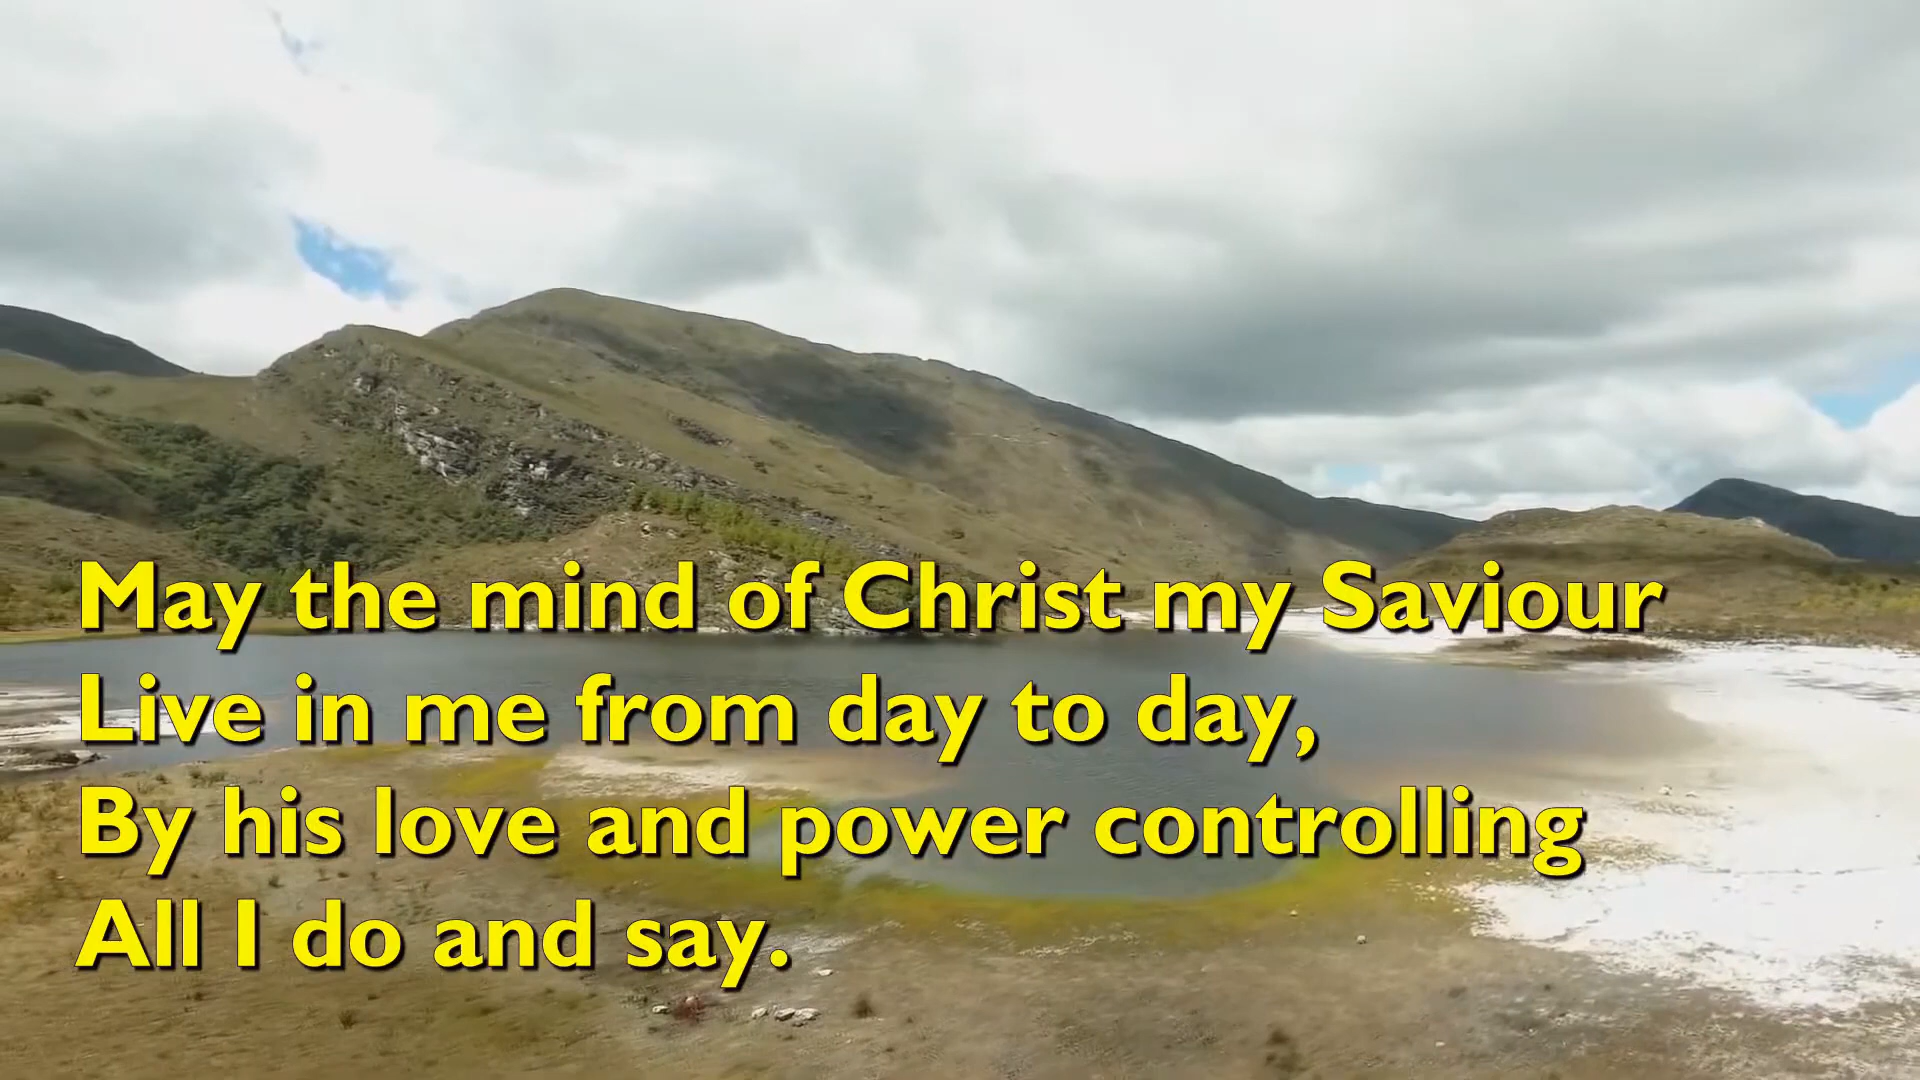 May the mind of Christ my Saviour
Live in me from day to day,
By his love and power controlling
All I do and say.